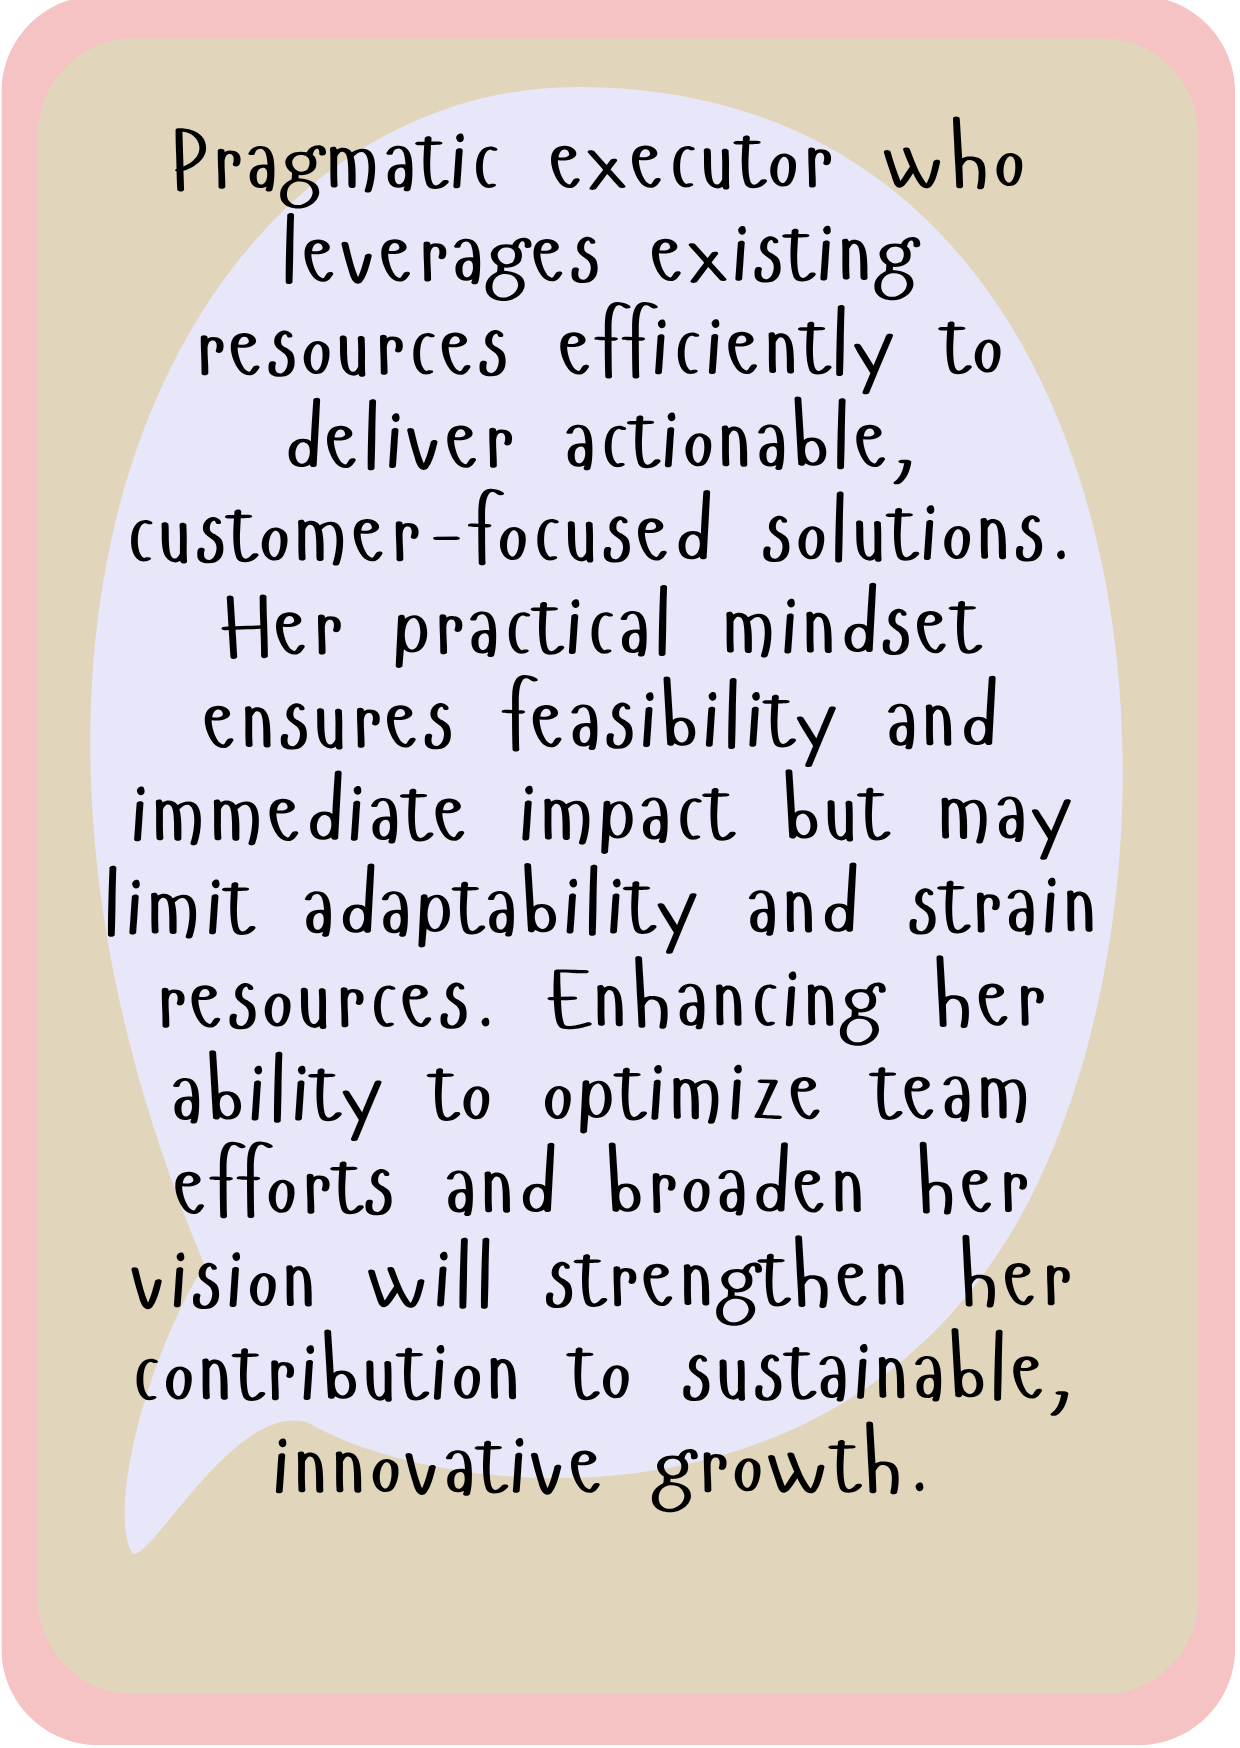 Pragmatic executor who
leverages existing
resources efficiently to
deliver actionable,
customer-focused solutions.
Her practical mindset
ensures feasibility and
immediate impact but may
limit adaptability and strain
resources. Enhancing her
ability to optimize team
efforts and broaden her
vision will strengthen her
contribution to sustainable,
innovative growth.